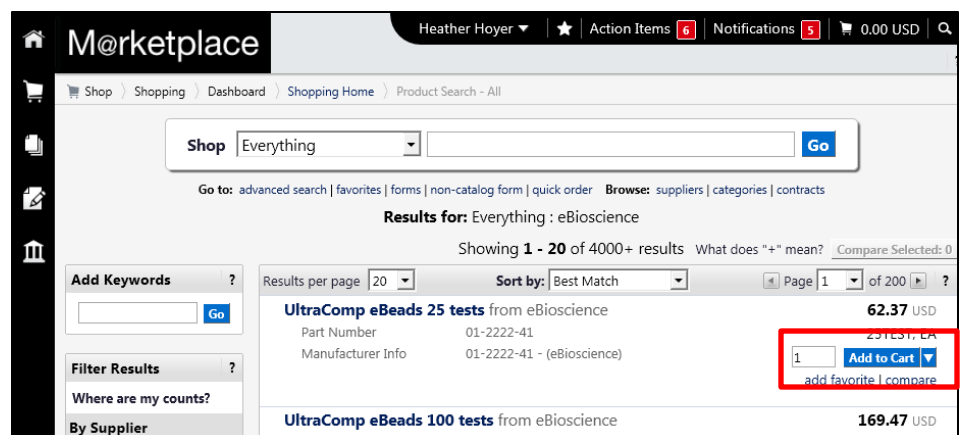 Heather Hoyer ▼ ★ Action Items 6 Notifications 5 0.00 USD
M@rketplace
Shop Shopping Dashboard Shopping Home Product Search - All
Shop Everything Go
Go to: advanced search | favorites | forms | non-catalog form | quick order Browse: suppliers | categories | contracts
Results for: Everything : eBioscience
Showing 1 - 20 of 4000+ results What does "+" mean? Compare Selected: 0
Add Keywords ?
Go
Filter Results ?
Where are my counts?
By Supplier
Results per page 20 Sort by: Best Match Page 1 of 200 ?
UltraComp eBeads 25 tests from eBioscience 62.37 USD
Part Number 01-2222-41 25TEST, EA
Manufacturer Info 01-2222-41 - (eBioscience) 1 Add to Cart
add favorite | compare
UltraComp eBeads 100 tests from eBioscience 169.47 USD